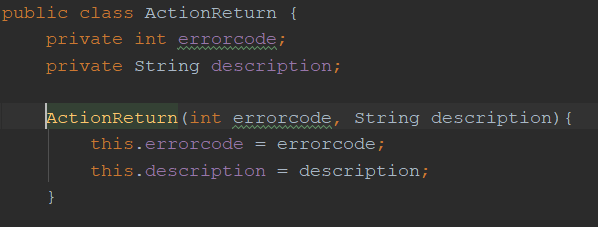 public class ActionReturn {
    private int errorcode;
    private String description;

    ActionReturn(int errorcode, String description){
        this.errorcode = errorcode;
        this.description = description;
    }